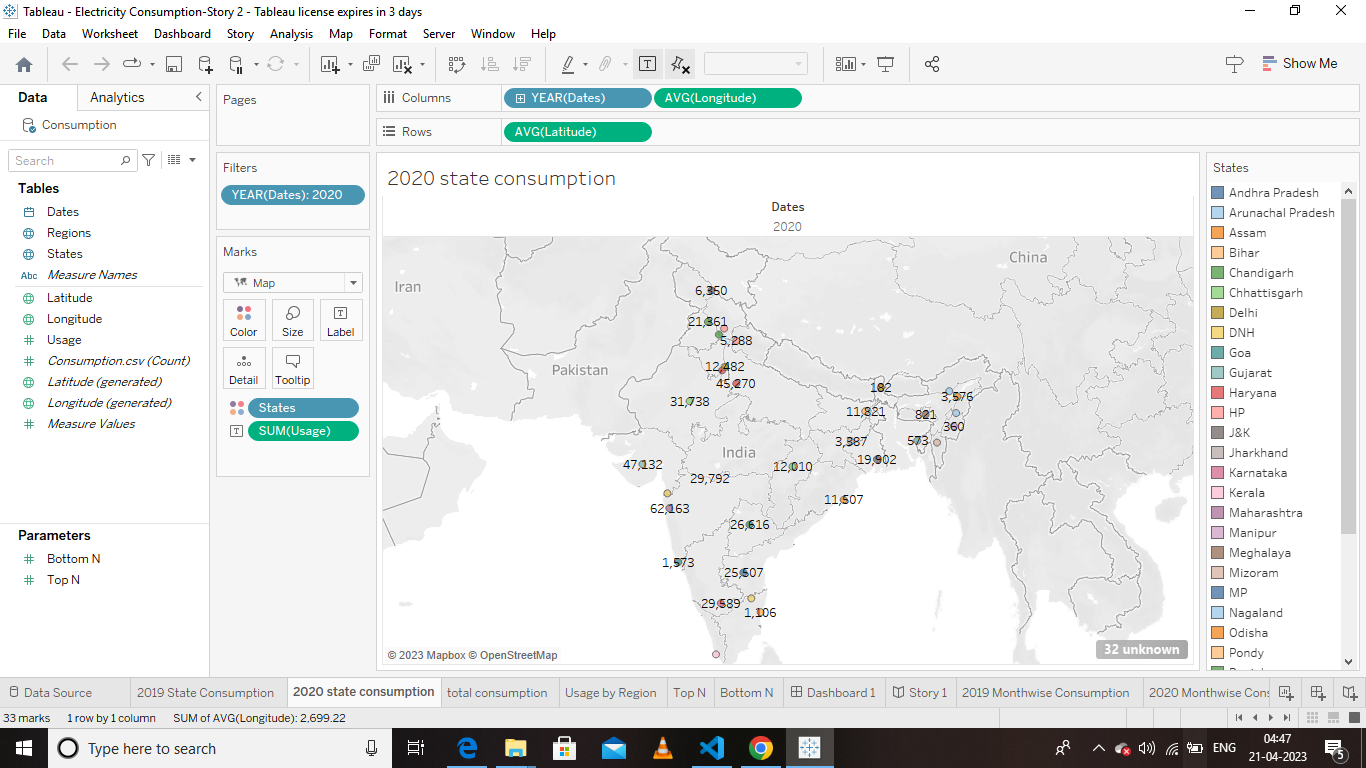 Tableau - Electricity Consumption-Story 2 - Tableau license expires in 3 days
File Data Worksheet Dashboard Story Analysis Map Format Server Window Help
Show Me
Data Analytics
Consumption
Search
Tables
Dates
Regions
States
Abc Measure Names
Latitude
Longitude
Usage
Consumption.csv (Count)
Latitude (generated)
Longitude (generated)
Measure Values
Parameters
Bottom N
Top N
Pages
Filters
YEAR(Dates): 2020
Marks
Map
Color Size Label
Detail Tooltip
States
SUM(Usage)
Columns YEAR(Dates) AVG(Longitude)
Rows AVG(Latitude)
2020 state consumption
Dates
2020
China
Iran
6,350
21,361
5,288
Pakistan
12,482
45,270
182
31,738
3,576
11,821
821
360
3,387
573
India
19,902
47,132
12,010
29,792
11,507
62,163
26,616
1,573
25,507
29,589
1,106
© 2023 Mapbox © OpenStreetMap
32 unknown
States
Andhra Pradesh
Arunachal Pradesh
Assam
Bihar
Chandigarh
Chhattisgarh
Delhi
DNH
Goa
Gujarat
Haryana
HP
J&K
Jharkhand
Karnataka
Kerala
Maharashtra
Manipur
Meghalaya
Mizoram
MP
Nagaland
Odisha
Pondy
Data Source 2019 State Consumption 2020 state consumption total consumption Usage by Region Top N Bottom N Dashboard 1 Story 1 2019 Monthwise Consumption 2020 Monthwise Cons
33 marks 1 row by 1 column SUM of AVG(Longitude): 2,699.22
Type here to search
ENG
04:47
21-04-2023
5